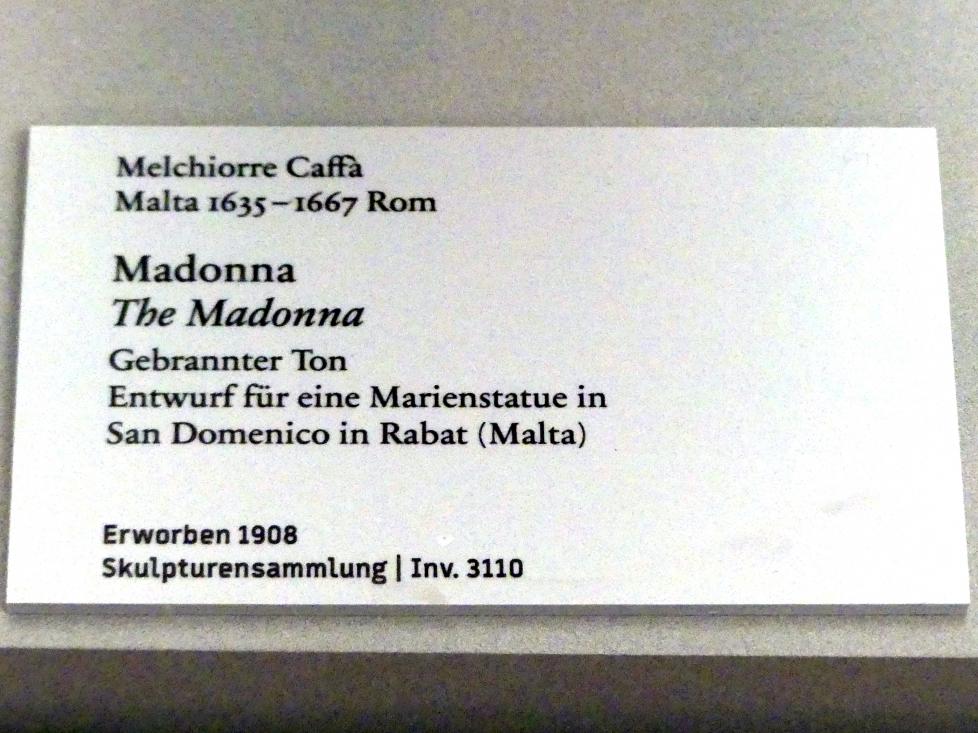 Melchiorre Caffà
Malta 1635–1667 Rom
Madonna
The Madonna
Gebrannter Ton
Entwurf für eine Marienstatue in
San Domenico in Rabat (Malta)
Erworben 1908
Skulpturensammlung | Inv. 3110